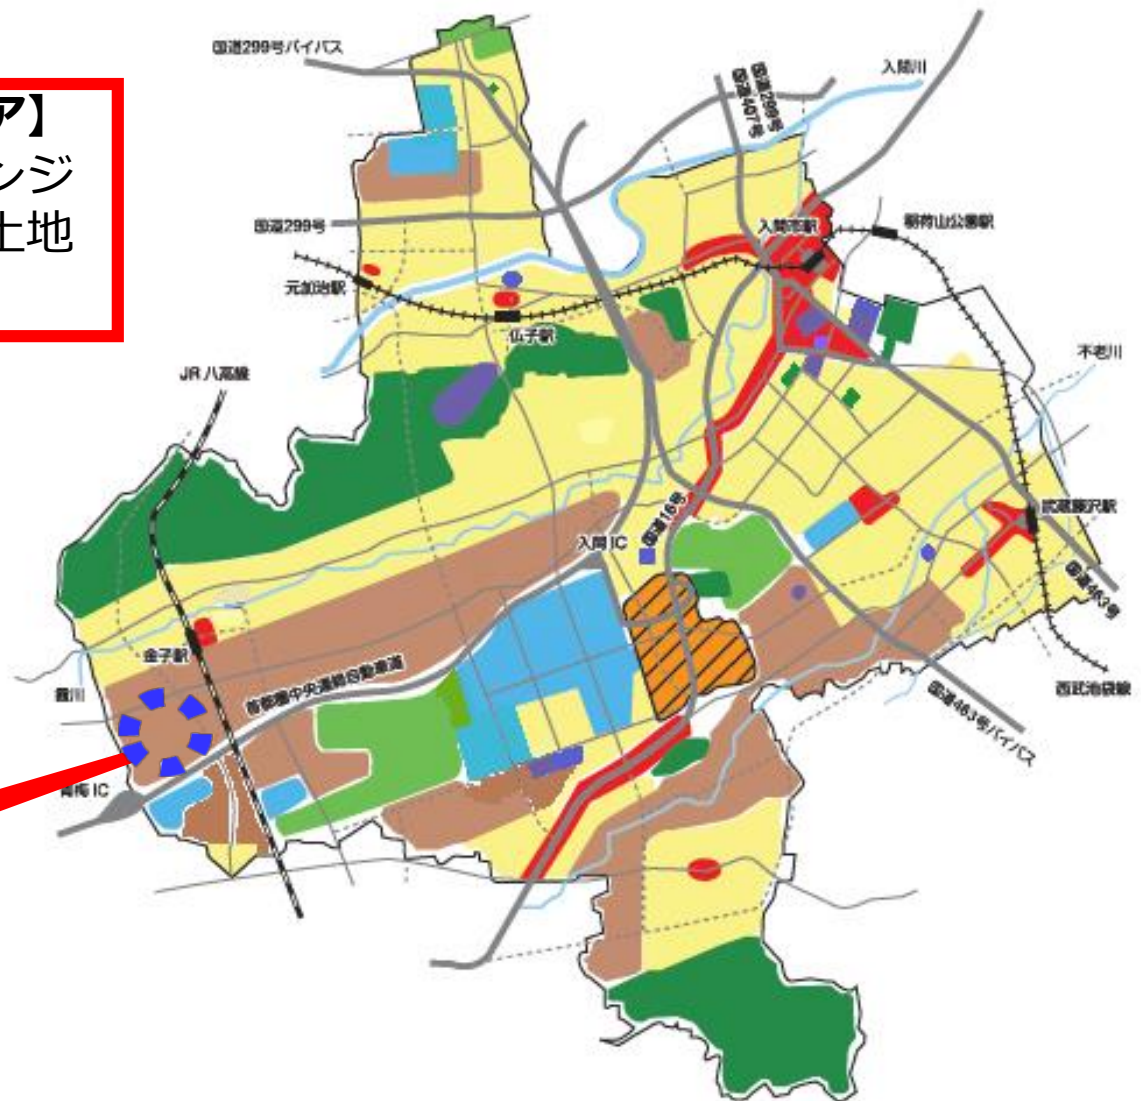 ア】
ンジ
土地
国道299号バイパス
国道299号
国道407号
入間川
国道299号
入間市駅
稲荷山公園駅
元加治駅
仏子駅
不老川
JR八高線
国道16号
入間IC
武蔵藤沢駅
国道463号
金子駅
霞川
首都圏中央連絡自動車道
西武池袋線
国道463号バイパス
青梅IC